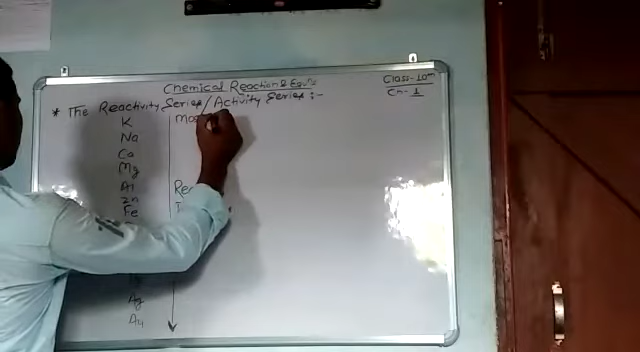 Chemical Reaction & Equns
Class-10th
Ch-1
* The Reactivity Series / Activity Series :-
K
Na
Ca
Mg
Al
Zn
Fe
Ag
Au